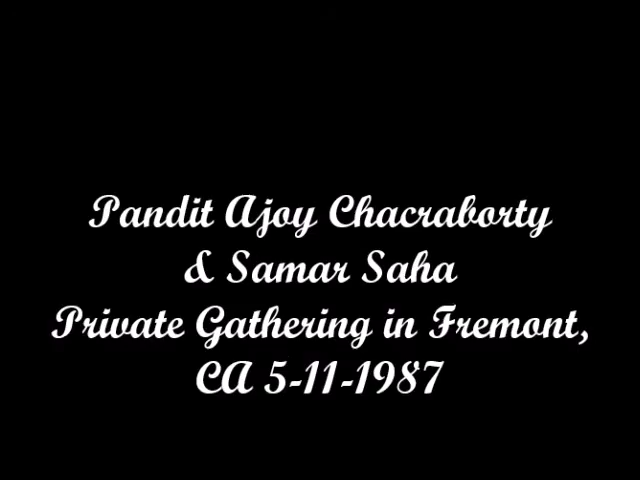 Pandit Ajoy Chacraborty
& Samar Saha
Private Gathering in Fremont,
CA 5-11-1987